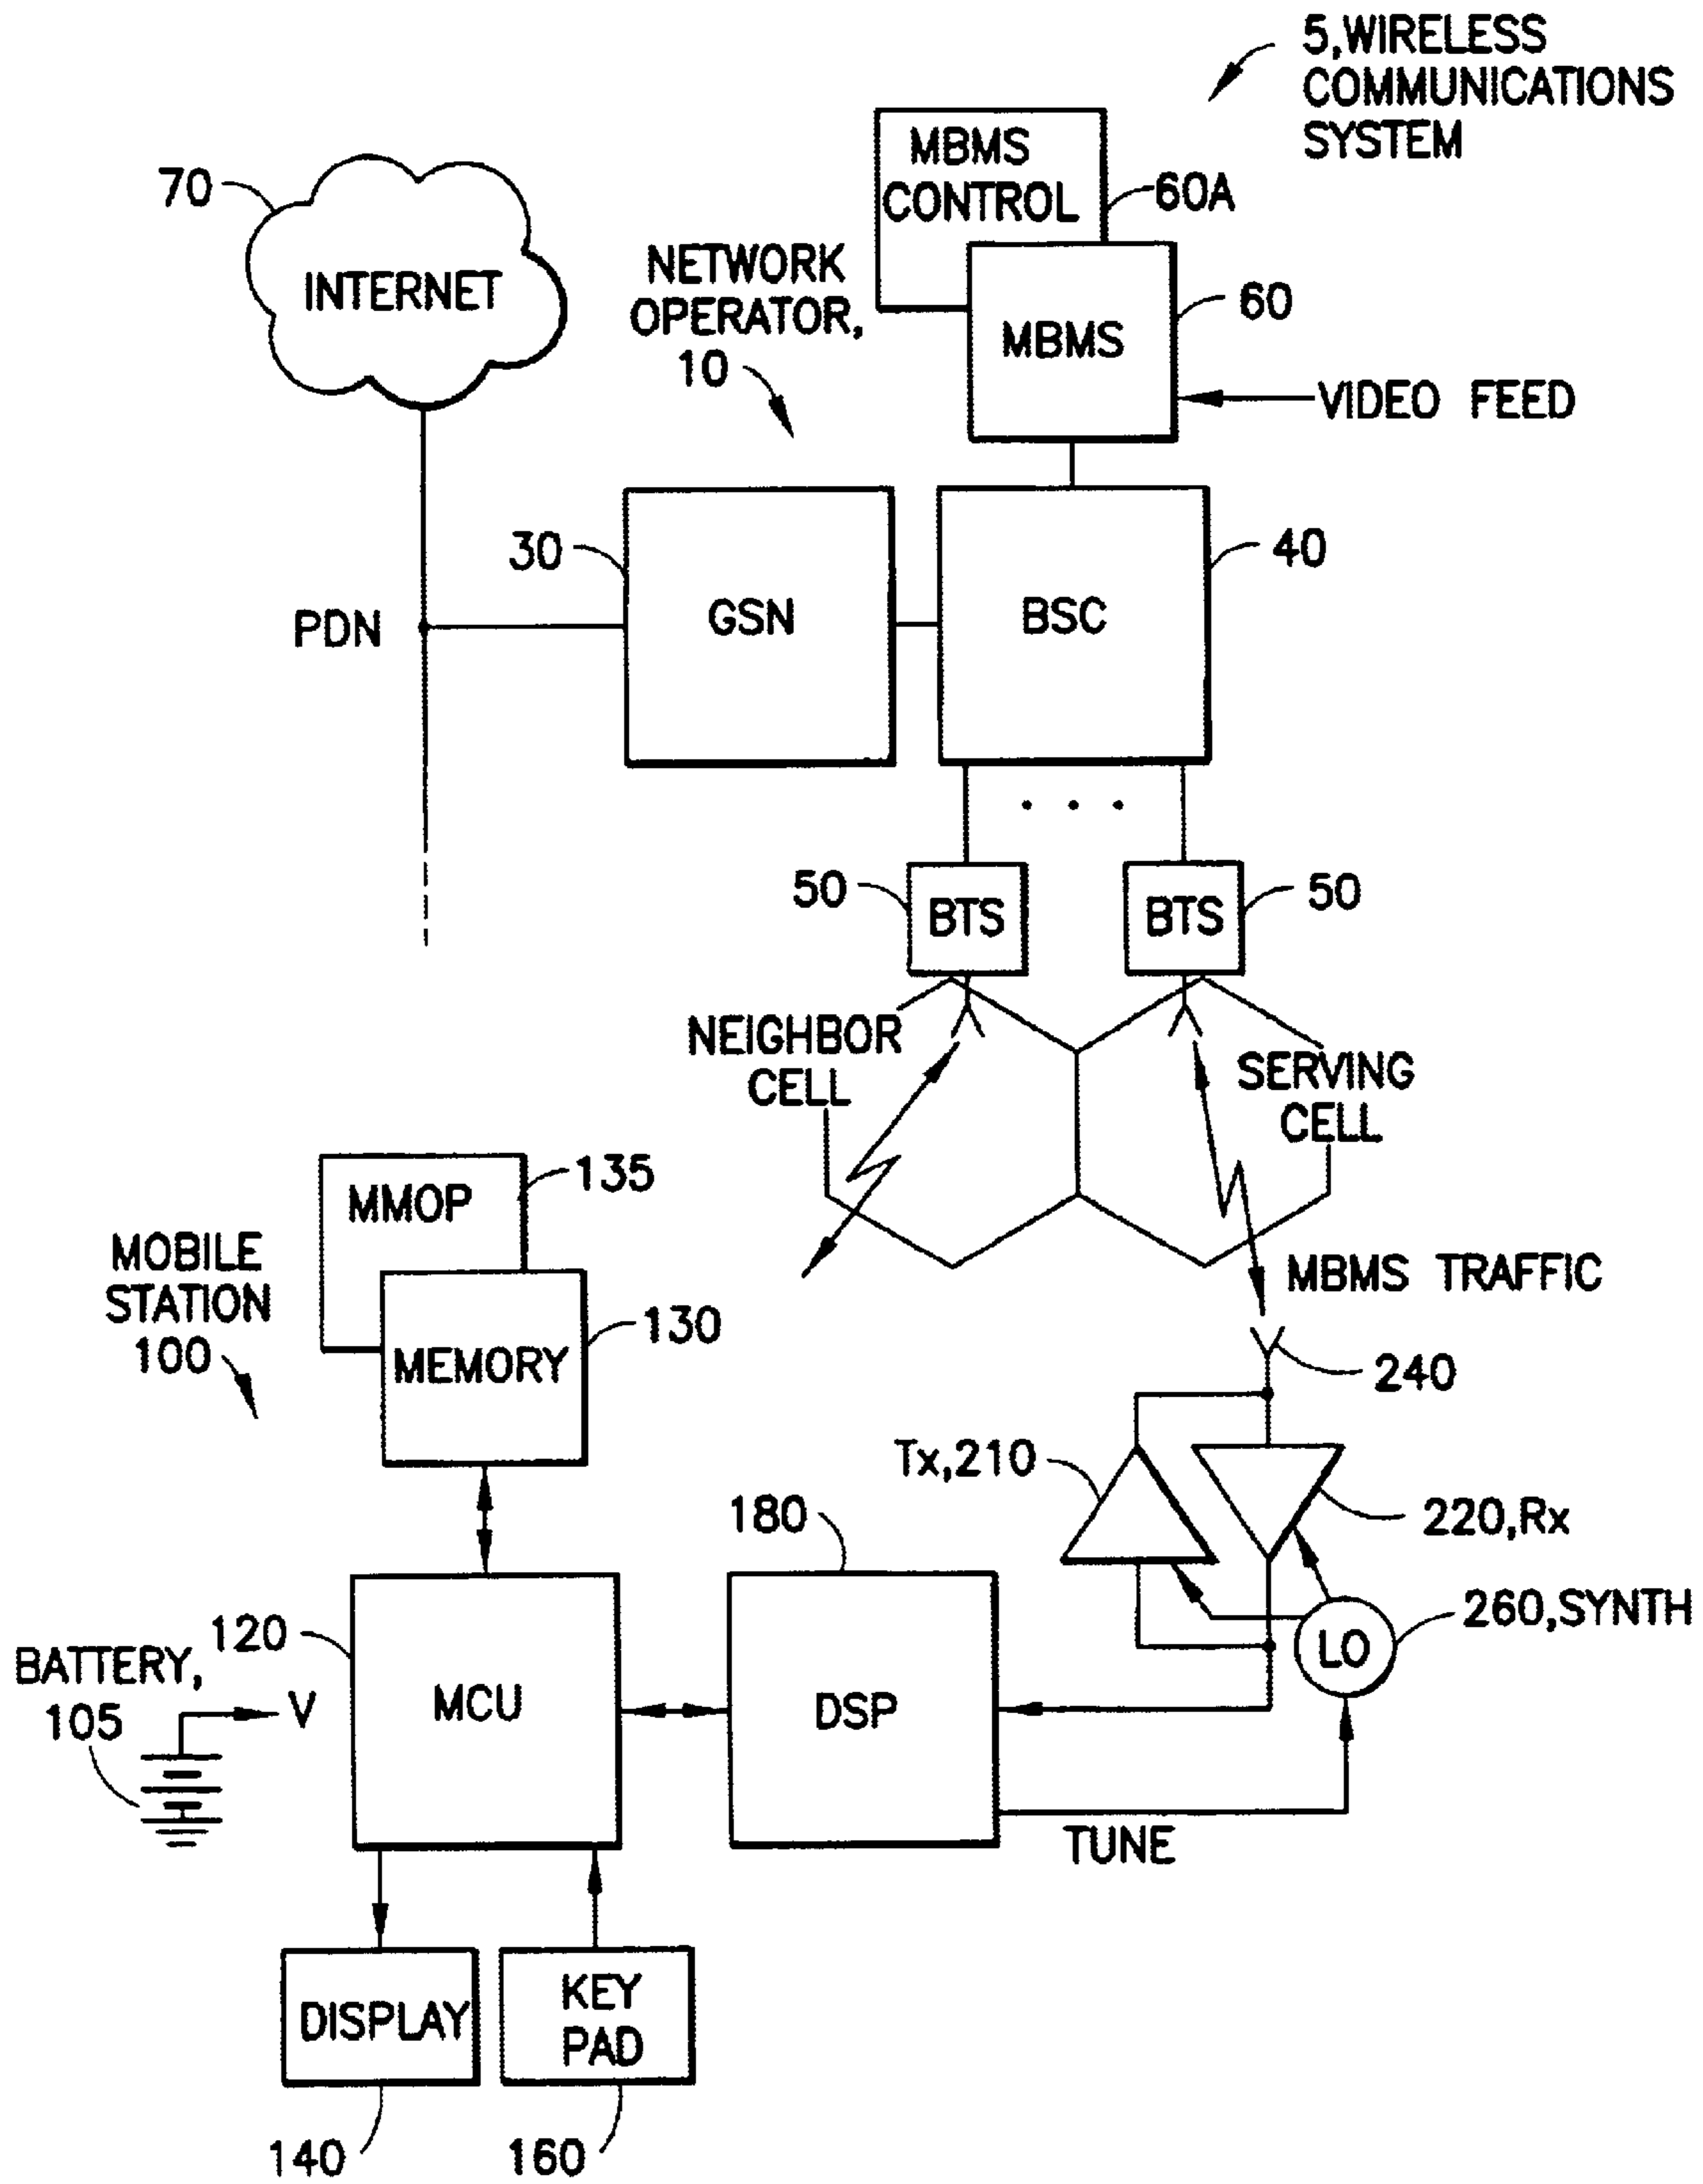 5,WIRELESS
COMMUNICATIONS
SYSTEM
MBMS
CONTROL
60A
70
INTERNET
NETWORK
OPERATOR,
10
MBMS
60
VIDEO FEED
30
GSN
BSC
40
PDN
. . .
50
BTS
BTS
50
NEIGHBOR
CELL
SERVING
CELL
MMOP
135
MOBILE
STATION
100
MEMORY
130
MBMS TRAFFIC
240
Tx,210
220,Rx
180
260,SYNTH
LO
120
BATTERY,
105
V
MCU
DSP
TUNE
DISPLAY
KEY
PAD
140
160